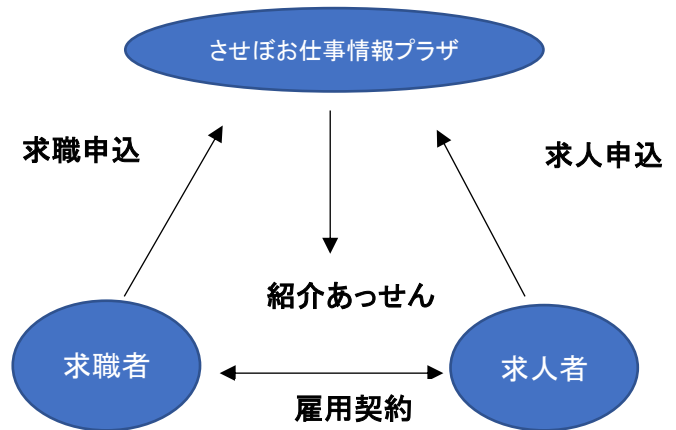 させぼお仕事情報プラザ
求職申込
求人申込
紹介あっせん
求職者
求人者
雇用契約